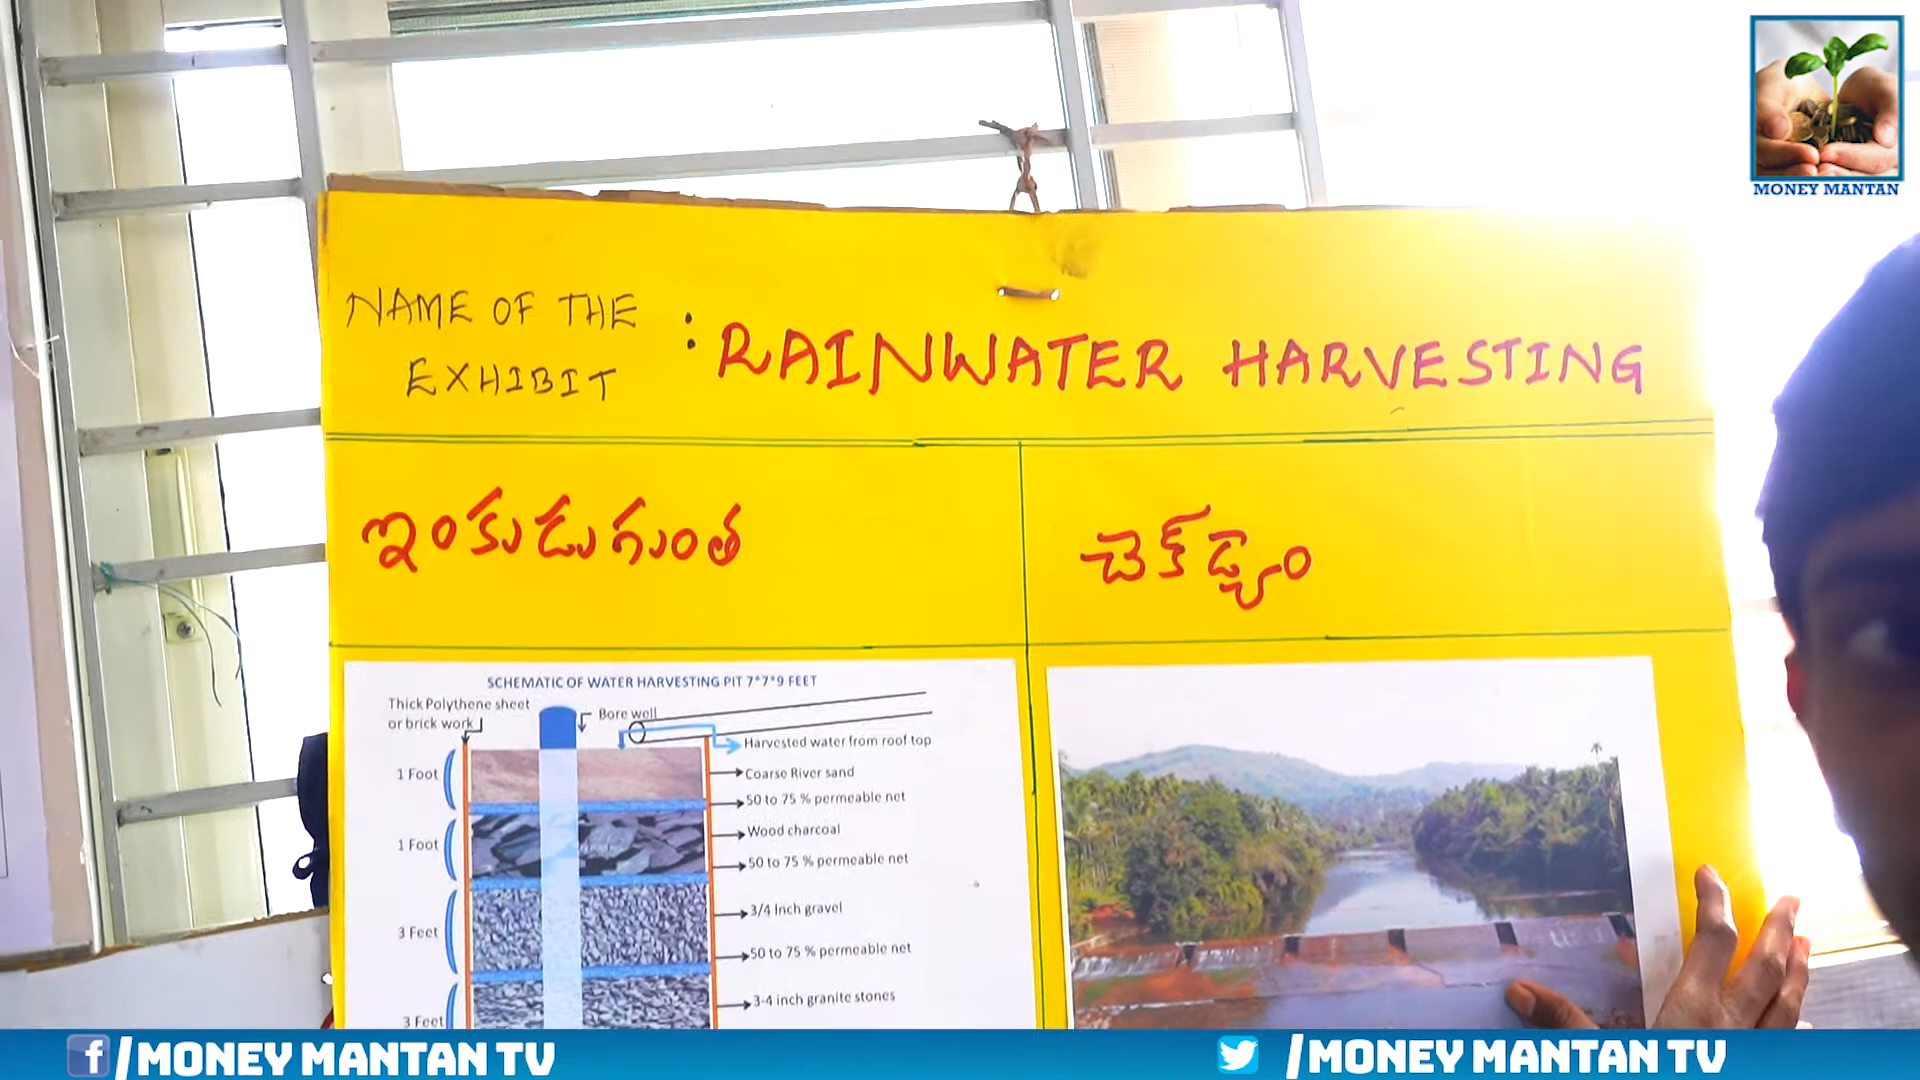 MONEY MANTAN
NAME OF THE
EXHIBIT
: RAINWATER HARVESTING
ఇంకుడుగుంత
చెక్‌డ్యాం
SCHEMATIC OF WATER HARVESTING PIT 7*7*9 FEET
Thick Polythene sheet
or brick work
Bore well
Harvested water from roof top
1 Foot
Coarse River sand
50 to 75 % permeable net
1 Foot
Wood charcoal
50 to 75 % permeable net
3 Feet
3/4 Inch gravel
50 to 75 % permeable net
3 Feet
3-4 inch granite stones
f /MONEY MANTAN TV
/MONEY MANTAN TV